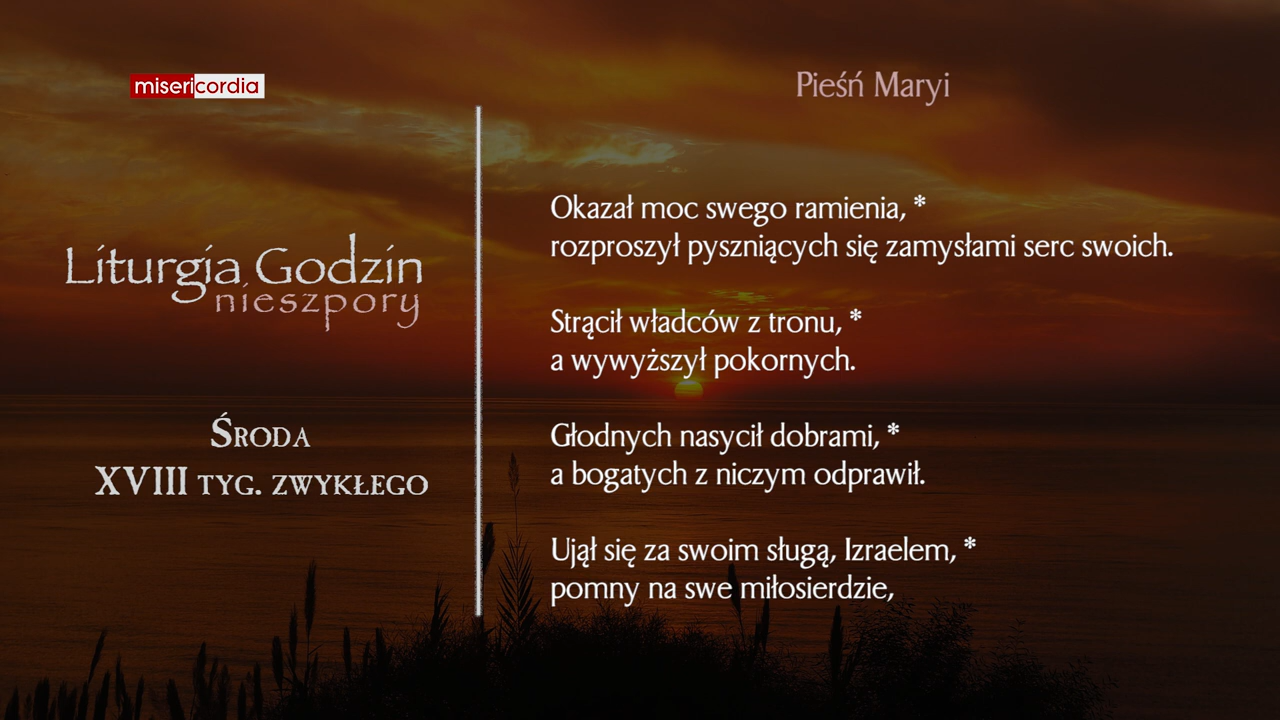 misericordia
Liturgia Godzin
nieszpory
Środa
XVIII tyg. zwykłego
Pieśń Maryi
Okazał moc swego ramienia, *
rozproszył pyszniących się zamysłami serc swoich.
Strącił władców z tronu, *
a wywyższył pokornych.
Głodnych nasycił dobrami, *
a bogatych z niczym odprawił.
Ujął się za swoim sługą, Izraelem, *
pomny na swe miłosierdzie,